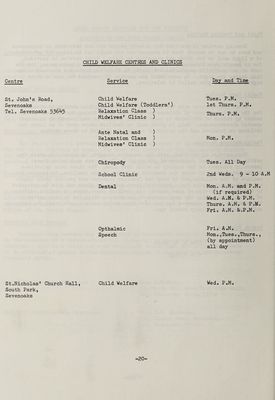 CHILD WELFARE CENTRES AND CLINICS
Centre Service Day and Time
St. John's Road, Child Welfare Tues. P.M.
Sevenoaks Child Welfare (Toddlers') 1st Thurs. P.M.
Tel. Sevenoaks 53645 Relaxation Class )
Midwives' Clinic ) Thurs. P.M.
Ante Natal and )
Relaxation Class ) Mon. P.M.
Midwives' Clinic )
Chiropody Tues. All Day
School Clinic 2nd Weds. 9 - 10 A.M
Dental Mon. A.M. and P.M.
(if required)
Wed. A.M. & P.M.
Thurs. A.M. & P.M.
Fri. A.M. & P.M.
Opthalmic Fri. A.M.
Speech Mon.,Tues.,Thurs.,
(by appointment)
all day
St.Nicholas' Church Hall, Child Welfare Wed. P.M.
South Park,
Sevenoaks
-20-